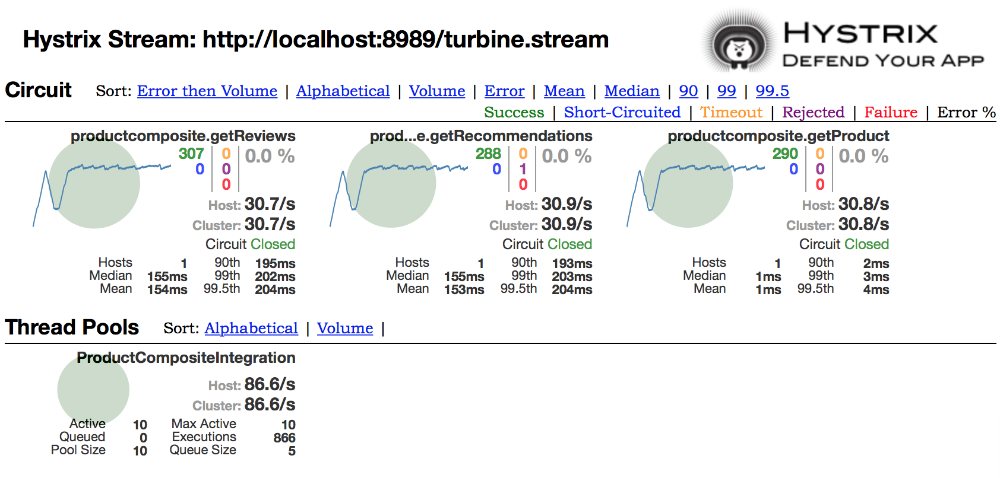 Hystrix Stream: http://localhost:8989/turbine.stream
HYSTRIX
DEFEND YOUR APP
Circuit Sort: Error then Volume | Alphabetical | Volume | Error | Mean | Median | 90 | 99 | 99.5
Success | Short-Circuited | Timeout | Rejected | Failure | Error %
productcomposite.getReviews
307 0 0.0 %
0 0
0
Host: 30.7/s
Cluster: 30.7/s
Circuit Closed
Hosts 1 90th 195ms
Median 155ms 99th 202ms
Mean 154ms 99.5th 204ms
prod...e.getRecommendations
288 0 0.0 %
0 1
0
Host: 30.9/s
Cluster: 30.9/s
Circuit Closed
Hosts 1 90th 193ms
Median 155ms 99th 203ms
Mean 153ms 99.5th 204ms
productcomposite.getProduct
290 0 0.0 %
0 0
0
Host: 30.8/s
Cluster: 30.8/s
Circuit Closed
Hosts 1 90th 2ms
Median 1ms 99th 3ms
Mean 1ms 99.5th 4ms
Thread Pools Sort: Alphabetical | Volume |
ProductCompositeIntegration
Host: 86.6/s
Cluster: 86.6/s
Active 10 Max Active 10
Queued 0 Executions 866
Pool Size 10 Queue Size 5